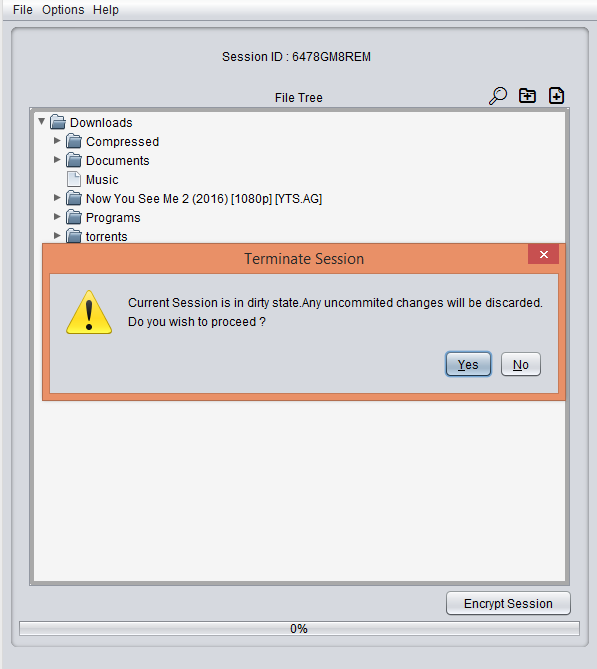 File Options Help
Session ID : 6478GM8REM
File Tree
Downloads
Compressed
Documents
Music
Now You See Me 2 (2016) [1080p] [YTS.AG]
Programs
torrents
Terminate Session
Current Session is in dirty state.Any uncommited changes will be discarded.
Do you wish to proceed ?
Yes No
Encrypt Session
0%